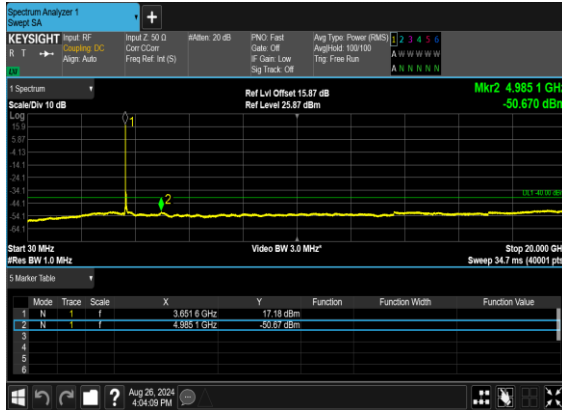 Spectrum Analyzer 1
Swept SA
+
KEYSIGHT Input: RF Input Z: 50 Ω #Atten: 20 dB PNO: Fast Avg Type: Power (RMS) 1 2 3 4 5 6
R T Coupling: DC Corr CCorr Gate: Off Avg|Hold: 100/100 A W W W W W
Align: Auto Freq Ref: Int (S) IF Gain: Low Trig: Free Run
Sig Track: Off A N N N N N
1 Spectrum
Scale/Div 10 dB
Ref Lvl Offset 15.87 dB
Ref Level 25.87 dBm
Mkr2 4.985 1 GHz
-50.670 dBm
Log
15.9
5.87
-4.13
-14.1
-24.1
-34.1
-44.1
-54.1
-64.1
1
2
DL1 -40.00 dBm
Start 30 MHz
#Res BW 1.0 MHz
Video BW 3.0 MHz*
Stop 20.000 GHz
Sweep 34.7 ms (40001 pts)
5 Marker Table
Mode Trace Scale X Y Function Function Width Function Value
1 N 1 f 3.651 6 GHz 17.18 dBm
2 N 1 f 4.985 1 GHz -50.67 dBm
3
4
5
6
?
Aug 26, 2024
4:04:09 PM